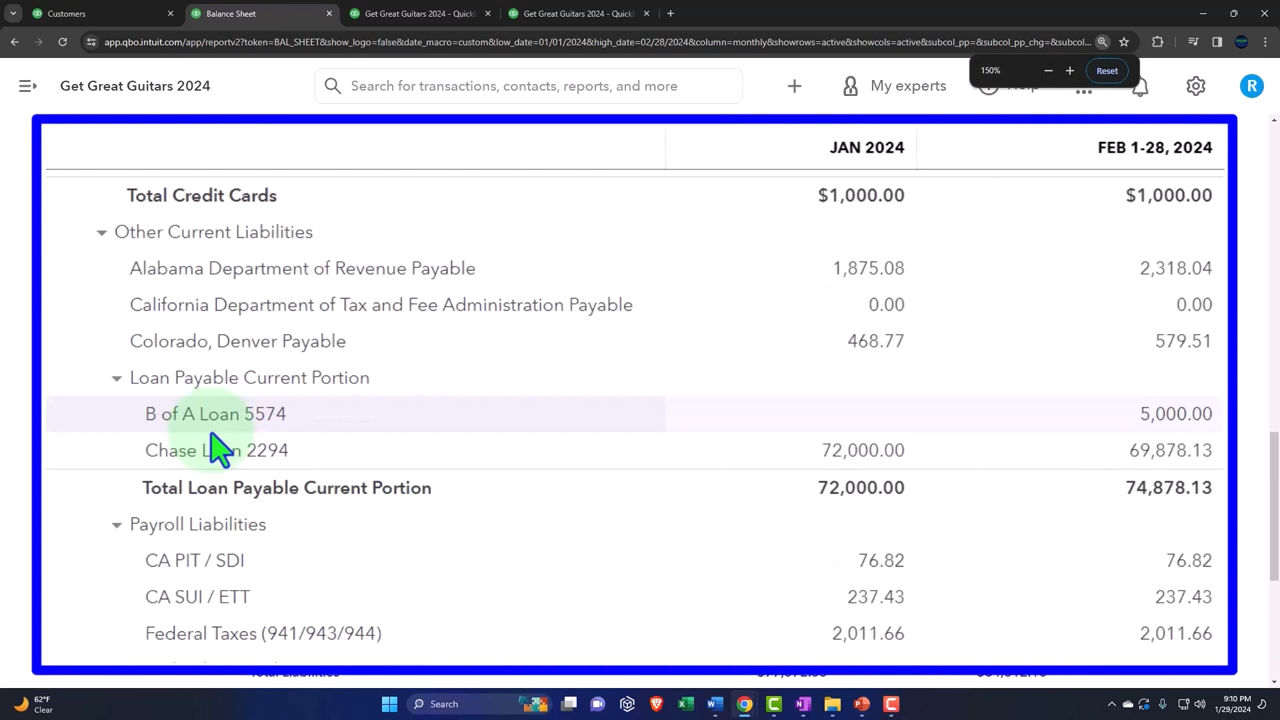 Customers
Balance Sheet
Get Great Guitars 2024 - Quick
Get Great Guitars 2024 - Quick
app.qbo.intuit.com/app/reportv2?token=BAL_SHEET&show_logo=false&date_macro=custom&low_date=01/01/2024&high_date=02/28/2024&column=monthly&showrows=active&showcols=active&subcol_pp=&subcol_pp_chg=&subcol...
150%
Reset
Get Great Guitars 2024
Search for transactions, contacts, reports, and more
My experts
R
JAN 2024 FEB 1-28, 2024
Total Credit Cards $1,000.00 $1,000.00
Other Current Liabilities
Alabama Department of Revenue Payable 1,875.08 2,318.04
California Department of Tax and Fee Administration Payable 0.00 0.00
Colorado, Denver Payable 468.77 579.51
Loan Payable Current Portion
B of A Loan 5574 5,000.00
Chase Loan 2294 72,000.00 69,878.13
Total Loan Payable Current Portion 72,000.00 74,878.13
Payroll Liabilities
CA PIT / SDI 76.82 76.82
CA SUI / ETT 237.43 237.43
Federal Taxes (941/943/944) 2,011.66 2,011.66
62°F
Clear
Search
9:10 PM
1/29/2024